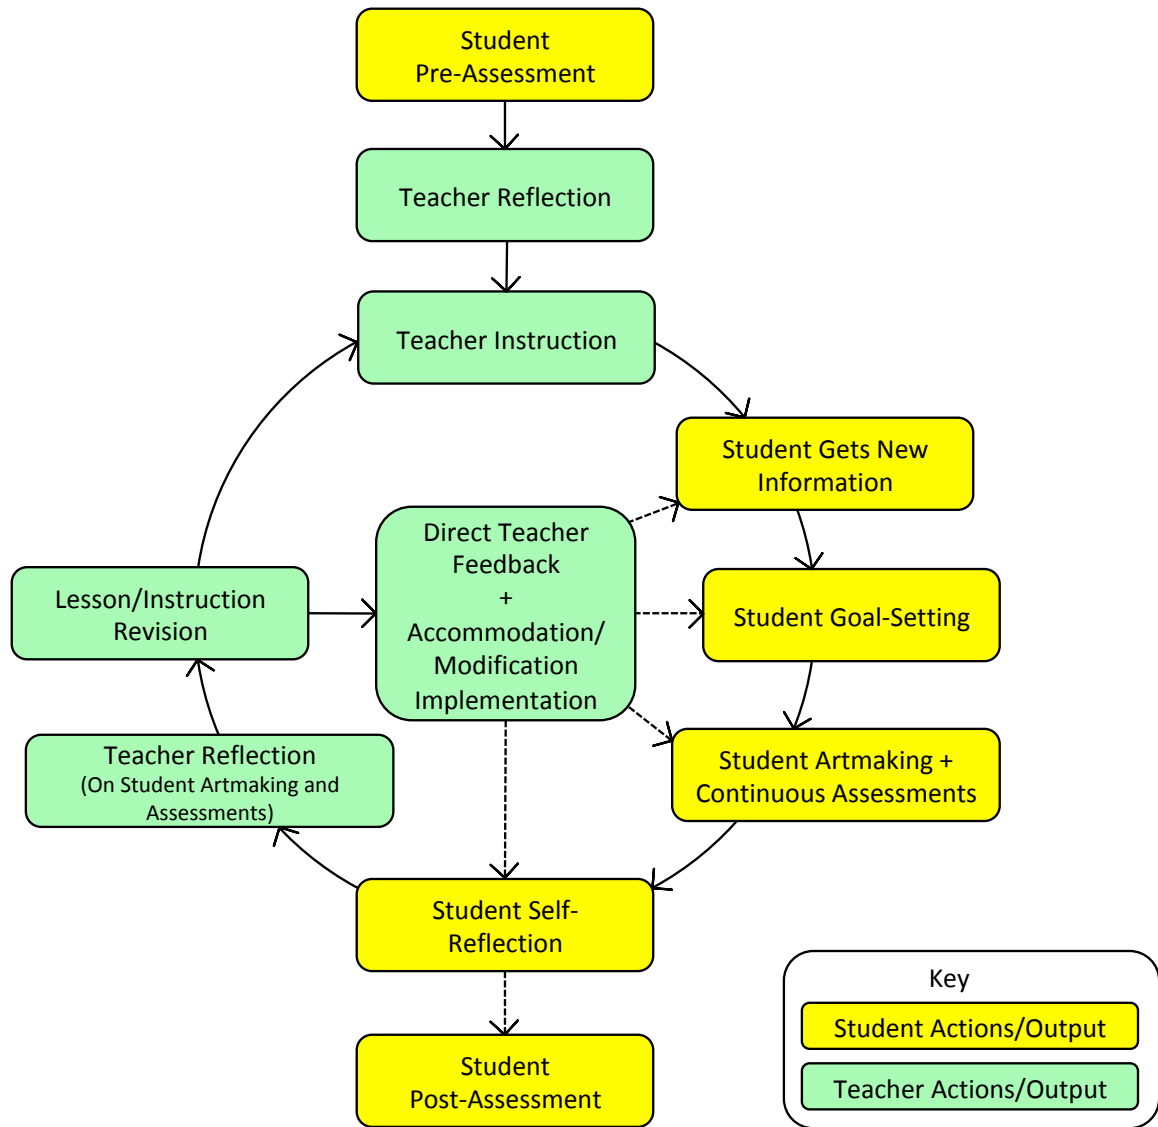 Student
Pre-Assessment
Teacher Reflection
Teacher Instruction
Student Gets New
Information
Direct Teacher
Feedback
+
Accommodation/
Modification
Implementation
Lesson/Instruction
Revision
Student Goal-Setting
Teacher Reflection
(On Student Artmaking and
Assessments)
Student Artmaking +
Continuous Assessments
Student Self-
Reflection
Student
Post-Assessment
Key
Student Actions/Output
Teacher Actions/Output